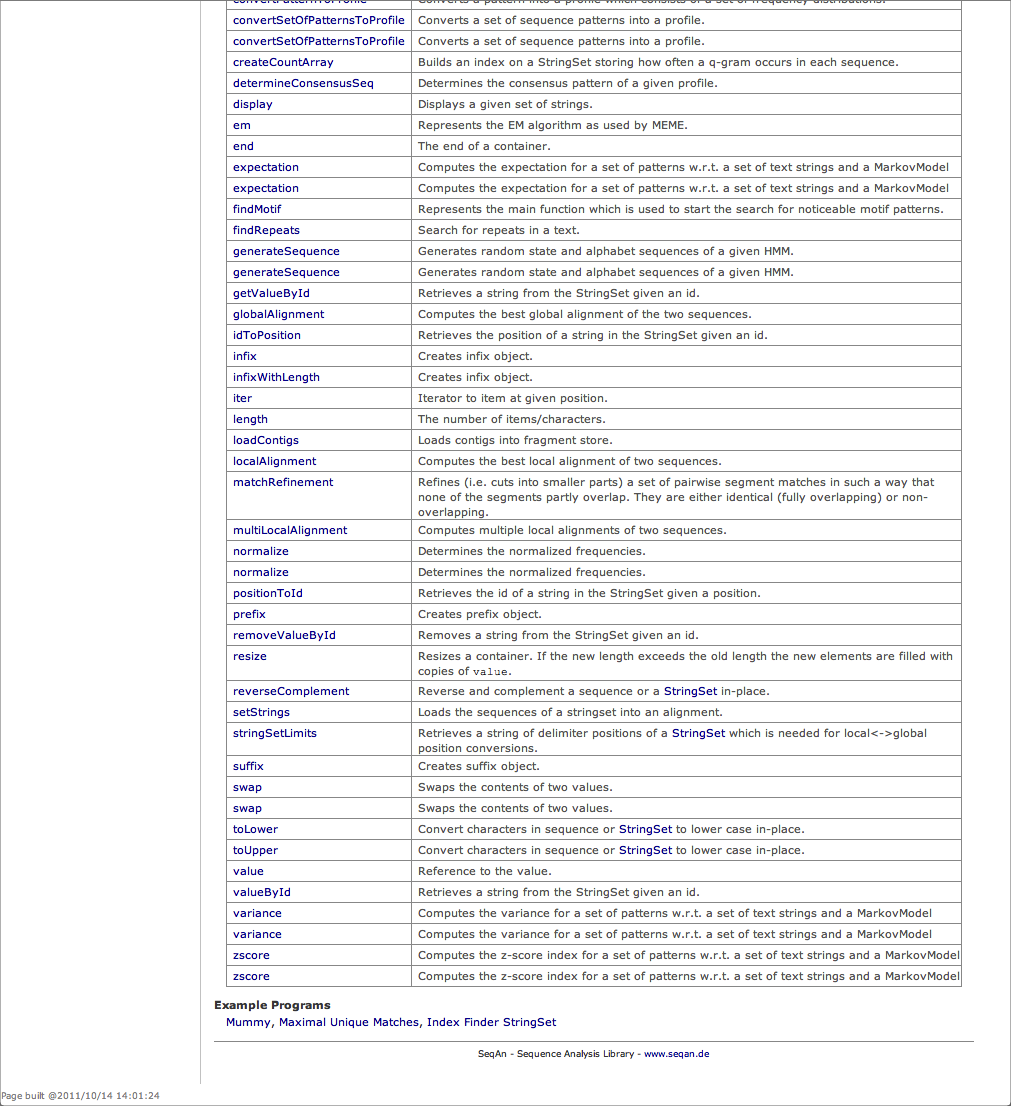 convertPatternToProfile Converts a pattern into a profile which consists of a set of frequency distributions.
convertSetOfPatternsToProfile Converts a set of sequence patterns into a profile.
convertSetOfPatternsToProfile Converts a set of sequence patterns into a profile.
createCountArray Builds an index on a StringSet storing how often a q-gram occurs in each sequence.
determineConsensusSeq Determines the consensus pattern of a given profile.
display Displays a given set of strings.
em Represents the EM algorithm as used by MEME.
end The end of a container.
expectation Computes the expectation for a set of patterns w.r.t. a set of text strings and a MarkovModel
expectation Computes the expectation for a set of patterns w.r.t. a set of text strings and a MarkovModel
findMotif Represents the main function which is used to start the search for noticeable motif patterns.
findRepeats Search for repeats in a text.
generateSequence Generates random state and alphabet sequences of a given HMM.
generateSequence Generates random state and alphabet sequences of a given HMM.
getValueById Retrieves a string from the StringSet given an id.
globalAlignment Computes the best global alignment of the two sequences.
idToPosition Retrieves the position of a string in the StringSet given an id.
infix Creates infix object.
infixWithLength Creates infix object.
iter Iterator to item at given position.
length The number of items/characters.
loadContigs Loads contigs into fragment store.
localAlignment Computes the best local alignment of two sequences.
matchRefinement Refines (i.e. cuts into smaller parts) a set of pairwise segment matches in such a way that
none of the segments partly overlap. They are either identical (fully overlapping) or non-
overlapping.
multiLocalAlignment Computes multiple local alignments of two sequences.
normalize Determines the normalized frequencies.
normalize Determines the normalized frequencies.
positionToId Retrieves the id of a string in the StringSet given a position.
prefix Creates prefix object.
removeValueById Removes a string from the StringSet given an id.
resize Resizes a container. If the new length exceeds the old length the new elements are filled with
copies of value.
reverseComplement Reverse and complement a sequence or a StringSet in-place.
setStrings Loads the sequences of a stringset into an alignment.
stringSetLimits Retrieves a string of delimiter positions of a StringSet which is needed for local<->global
position conversions.
suffix Creates suffix object.
swap Swaps the contents of two values.
swap Swaps the contents of two values.
toLower Convert characters in sequence or StringSet to lower case in-place.
toUpper Convert characters in sequence or StringSet to lower case in-place.
value Reference to the value.
valueById Retrieves a string from the StringSet given an id.
variance Computes the variance for a set of patterns w.r.t. a set of text strings and a MarkovModel
variance Computes the variance for a set of patterns w.r.t. a set of text strings and a MarkovModel
zscore Computes the z-score index for a set of patterns w.r.t. a set of text strings and a MarkovModel
zscore Computes the z-score index for a set of patterns w.r.t. a set of text strings and a MarkovModel
Example Programs
Mummy, Maximal Unique Matches, Index Finder StringSet
SeqAn - Sequence Analysis Library - www.seqan.de
Page built @2011/10/14 14:01:24